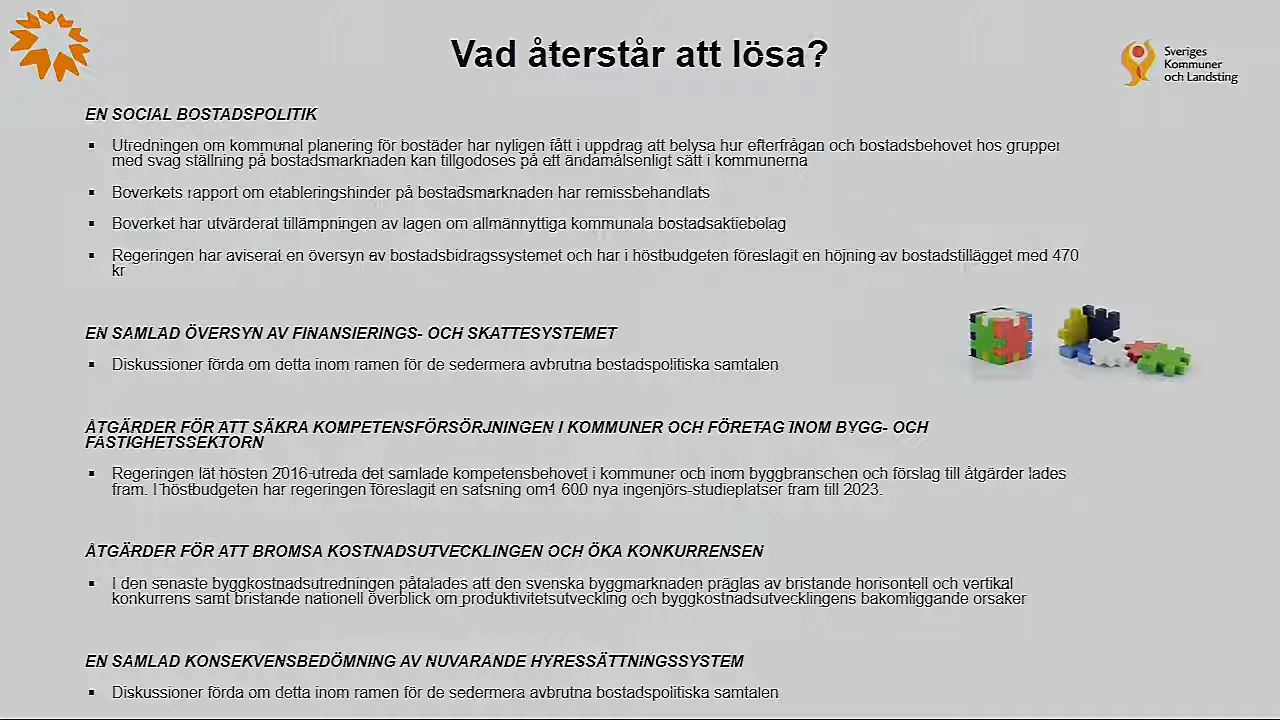 Vad återstår att lösa?
Sveriges
Kommuner
och Landsting
EN SOCIAL BOSTADSPOLITIK
▪ Utredningen om kommunal planering för bostäder har nyligen fått i uppdrag att belysa hur efterfrågan och bostadsbehovet hos grupper
med svag ställning på bostadsmarknaden kan tillgodoses på ett ändamålsenligt sätt i kommunerna
▪ Boverkets rapport om etableringshinder på bostadsmarknaden har remissbehandlats
▪ Boverket har utvärderat tillämpningen av lagen om allmännyttiga kommunala bostadsaktiebolag
▪ Regeringen har aviserat en översyn av bostadsbidragssystemet och har i höstbudgeten föreslagit en höjning av bostadstillägget med 470
kr
EN SAMLAD ÖVERSYN AV FINANSIERINGS- OCH SKATTESYSTEMET
▪ Diskussioner förda om detta inom ramen för de sedermera avbrutna bostadspolitiska samtalen
ÅTGÄRDER FÖR ATT SÄKRA KOMPETENSFÖRSÖRJNINGEN I KOMMUNER OCH FÖRETAG INOM BYGG- OCH
FASTIGHETSSEKTORN
▪ Regeringen lät hösten 2016 utreda det samlade kompetensbehovet i kommuner och inom byggbranschen och förslag till åtgärder lades
fram. I höstbudgeten har regeringen föreslagit en satsning om1 600 nya ingenjörs-studieplatser fram till 2023.
ÅTGÄRDER FÖR ATT BROMSA KOSTNADSUTVECKLINGEN OCH ÖKA KONKURRENSEN
▪ I den senaste byggkostnadsutredningen påtalades att den svenska byggmarknaden präglas av bristande horisontell och vertikal
konkurrens samt bristande nationell överblick om produktivitetsutveckling och byggkostnadsutvecklingens bakomliggande orsaker
EN SAMLAD KONSEKVENSBEDÖMNING AV NUVARANDE HYRESSÄTTNINGSSYSTEM
▪ Diskussioner förda om detta inom ramen för de sedermera avbrutna bostadspolitiska samtalen